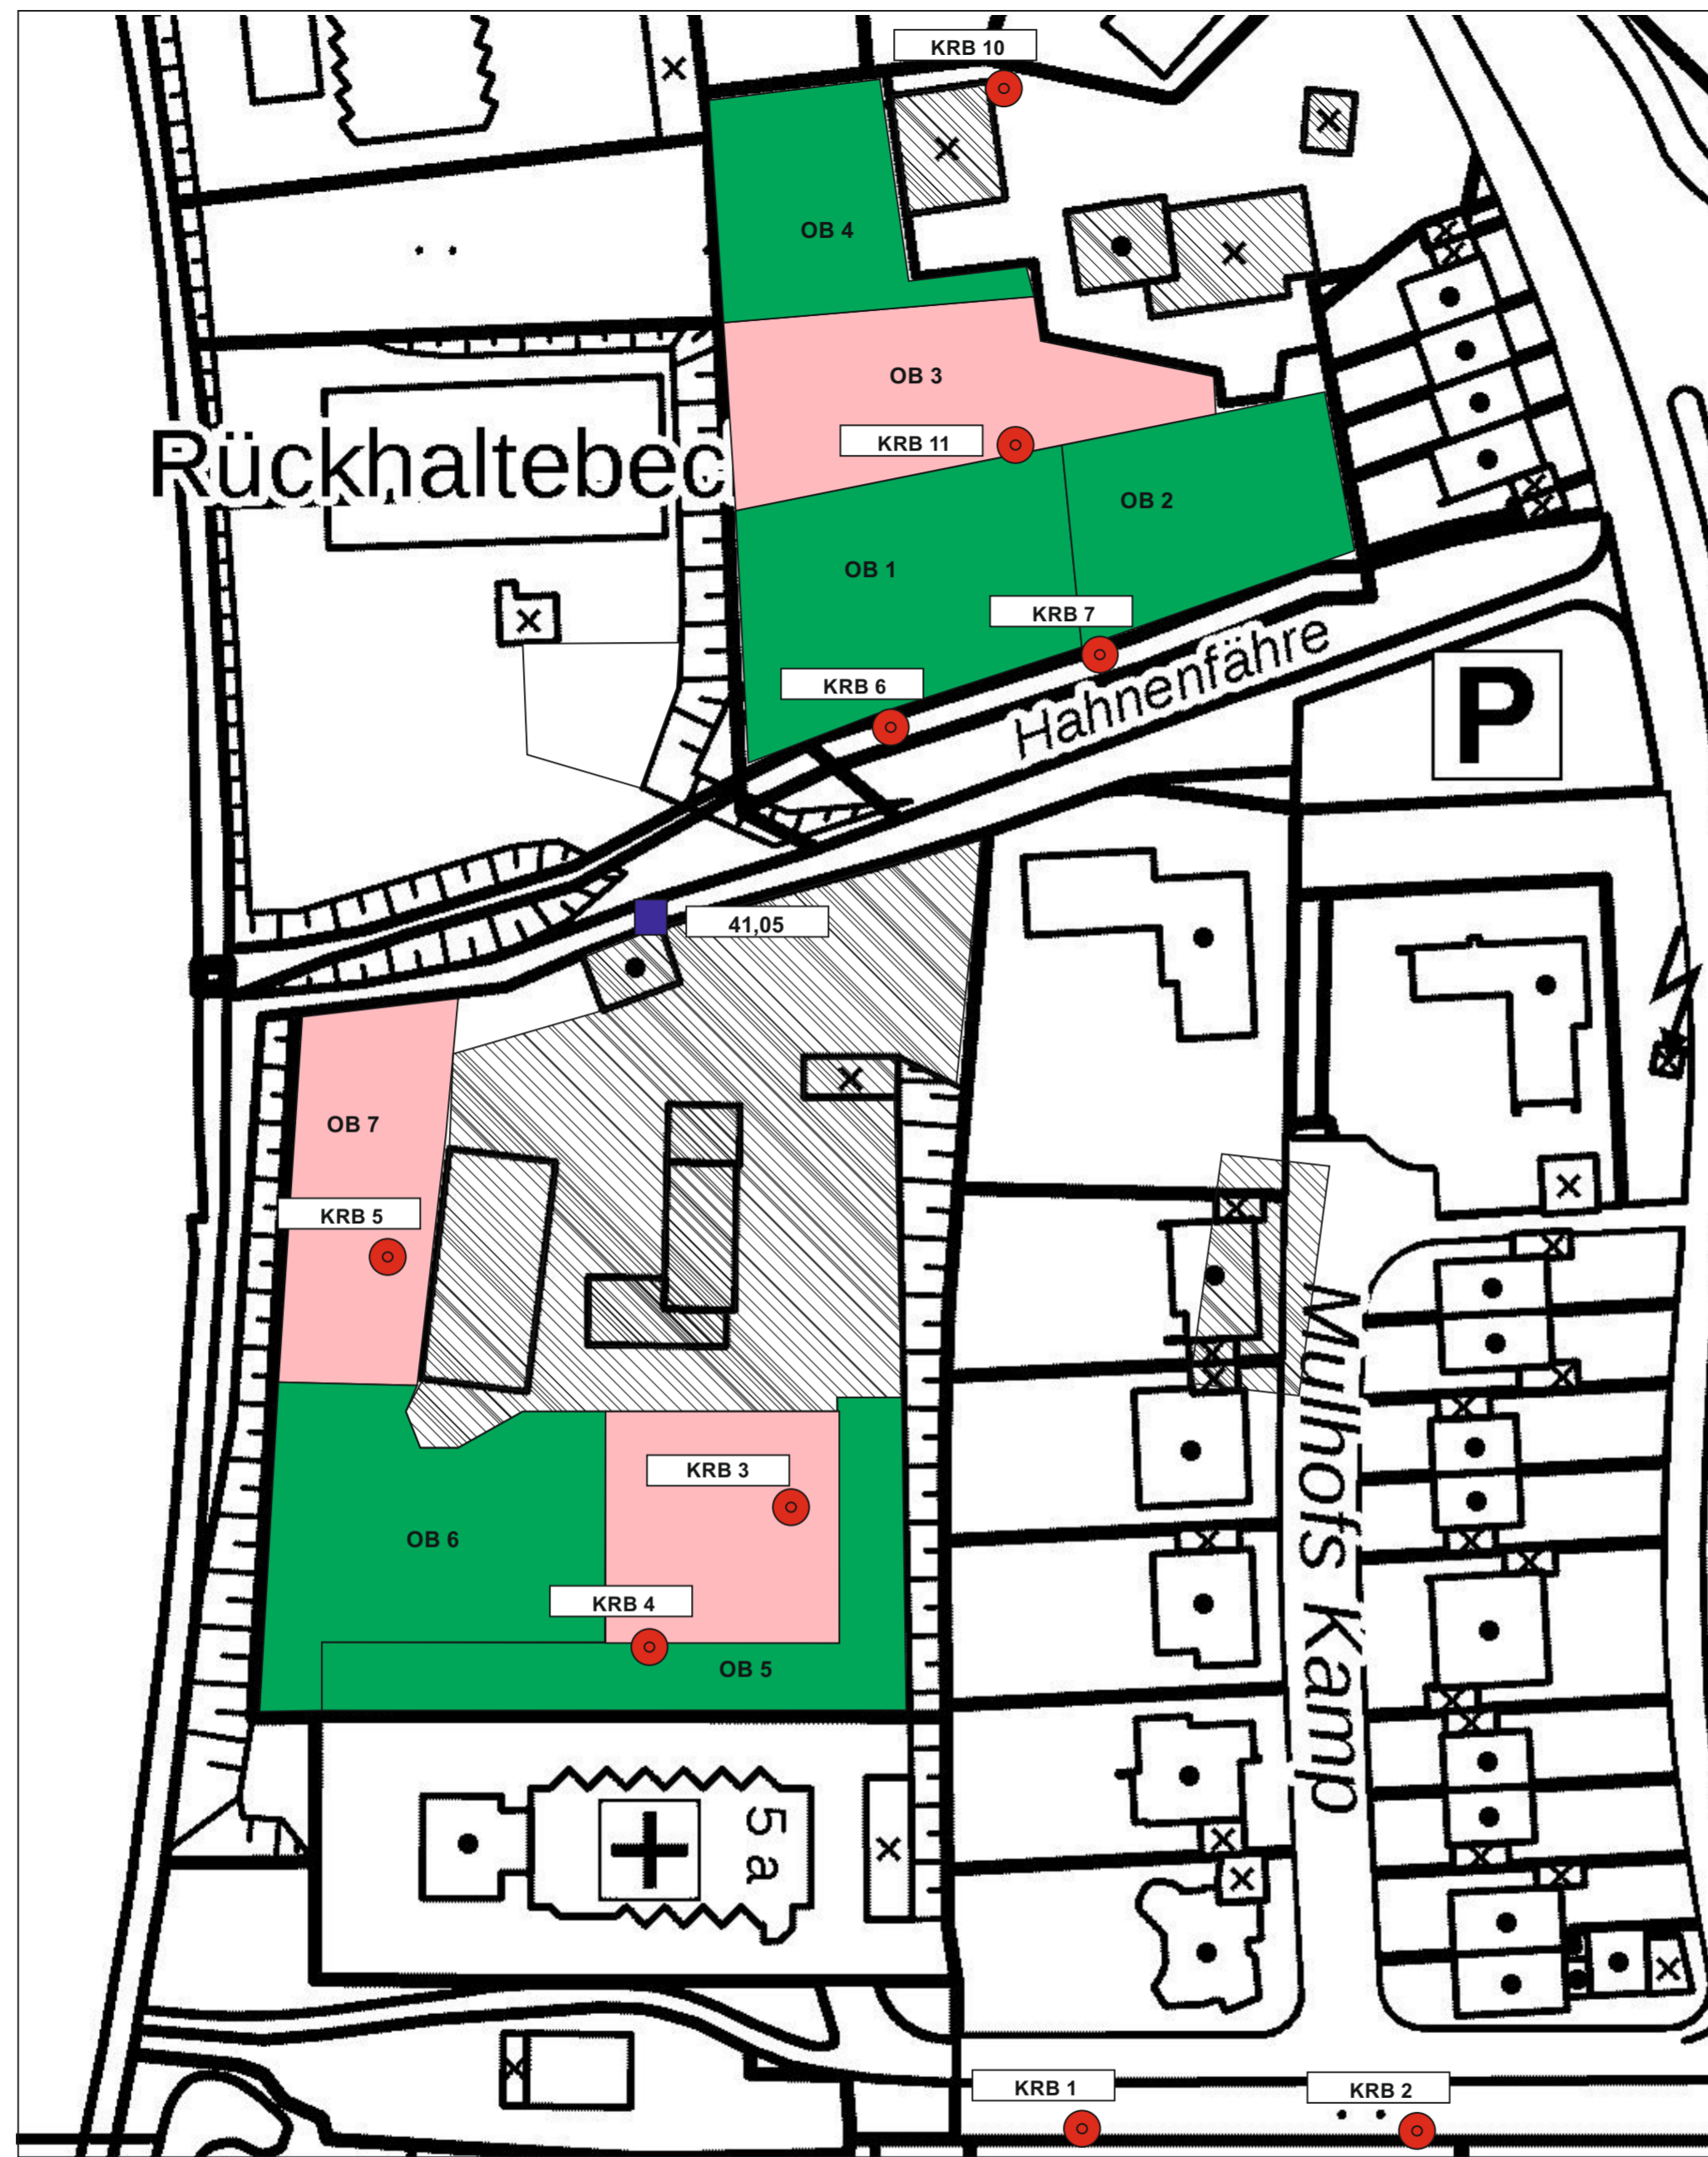 KRB 10
OB 4
OB 3
KRB 11
Rückhaltebec
OB 2
OB 1
KRB 7
Hahnenfähre
KRB 6
P
41,05
OB 7
KRB 5
Mulhofs Kamp
KRB 3
OB 6
KRB 4
OB 5
5 a
KRB 1
KRB 2